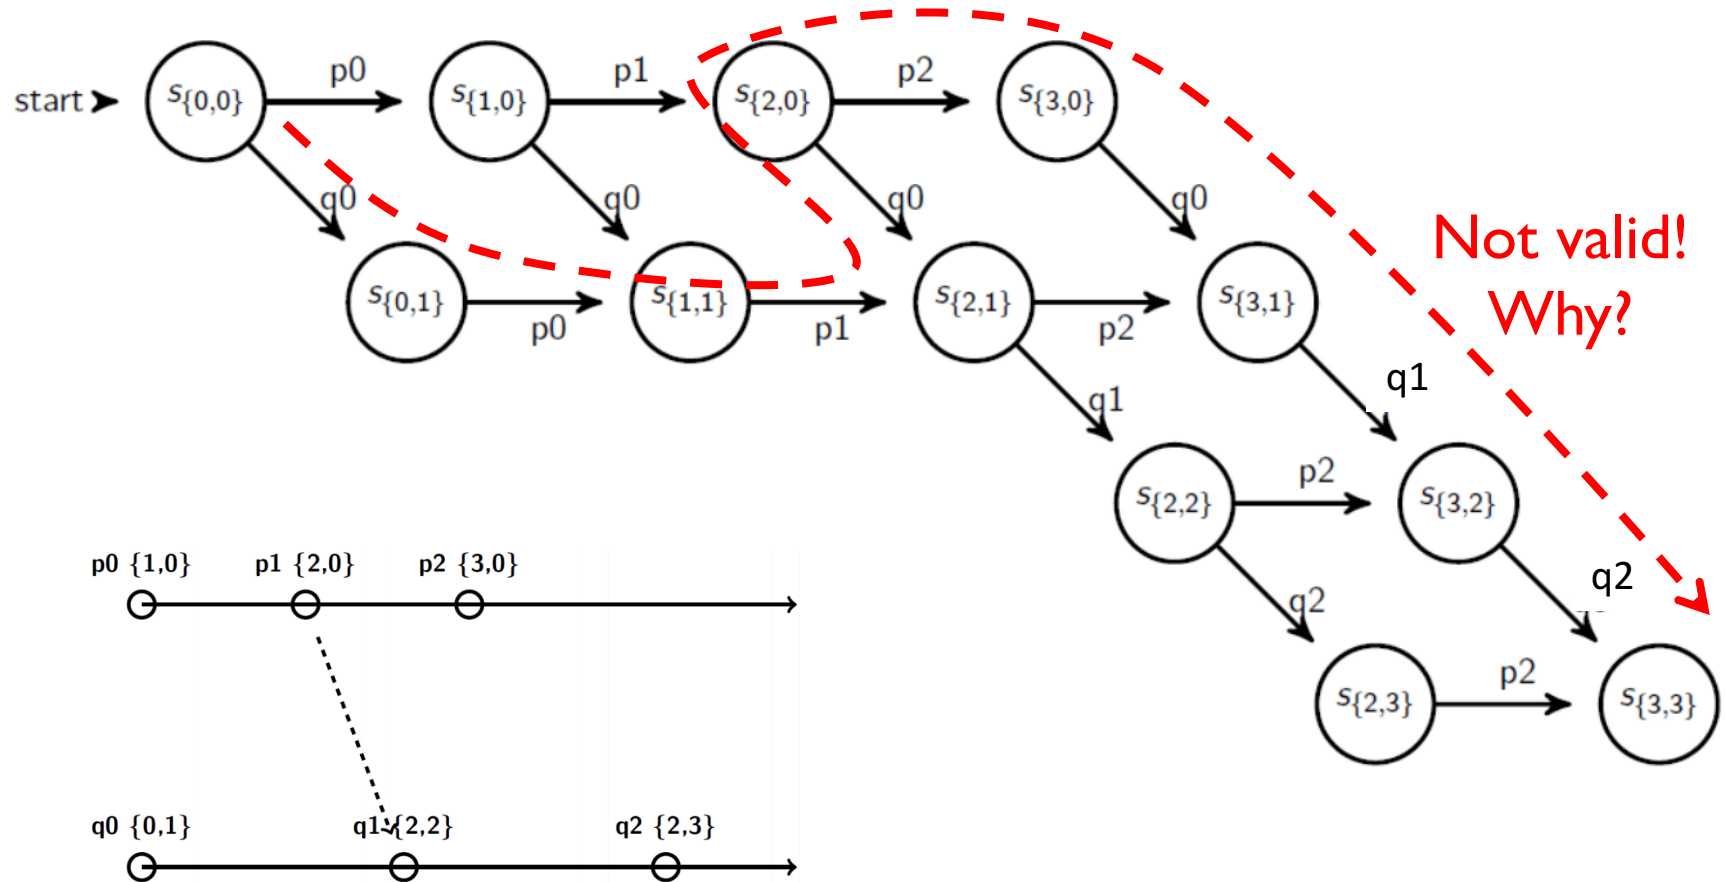 p0 p1 p2
start S{0,0} S{1,0} S{2,0} S{3,0}
q0 q0 q0 q0
Not valid!
Why?
S{0,1} S{1,1} S{2,1} S{3,1}
p0 p1 p2
q1 q1
p2
S{2,2} S{3,2}
q2 q2
p2
S{2,3} S{3,3}
p0 {1,0} p1 {2,0} p2 {3,0}
q0 {0,1} q1 {2,2} q2 {2,3}